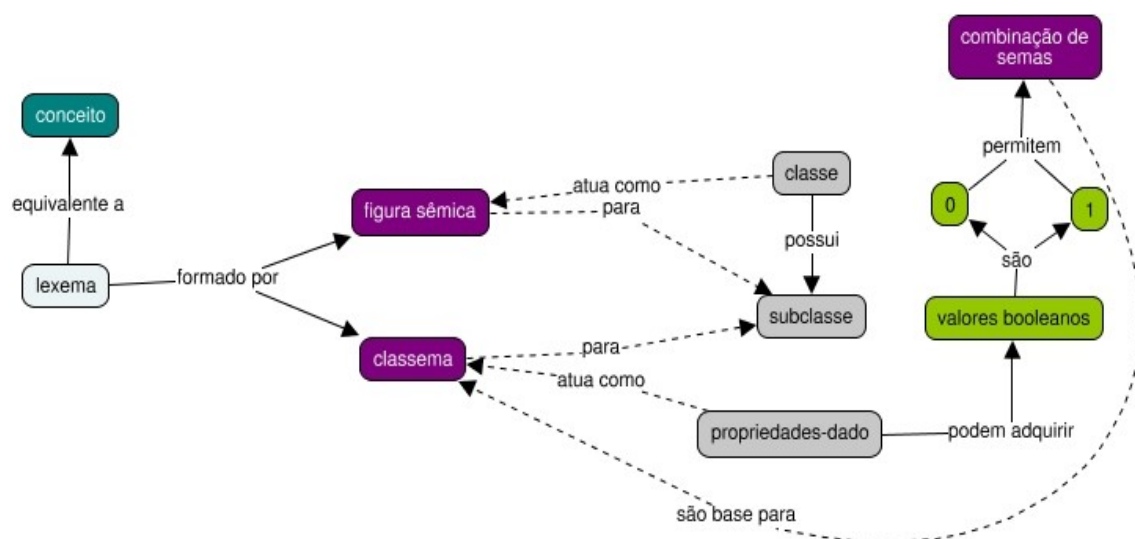 combinação de
semas
conceito
permitem
classe
atua como
equivalente a
figura sêmica
para
0
1
possui
são
formado por
lexema
subclasse
valores booleanos
para
classema
atua como
propriedades-dado
podem adquirir
são base para